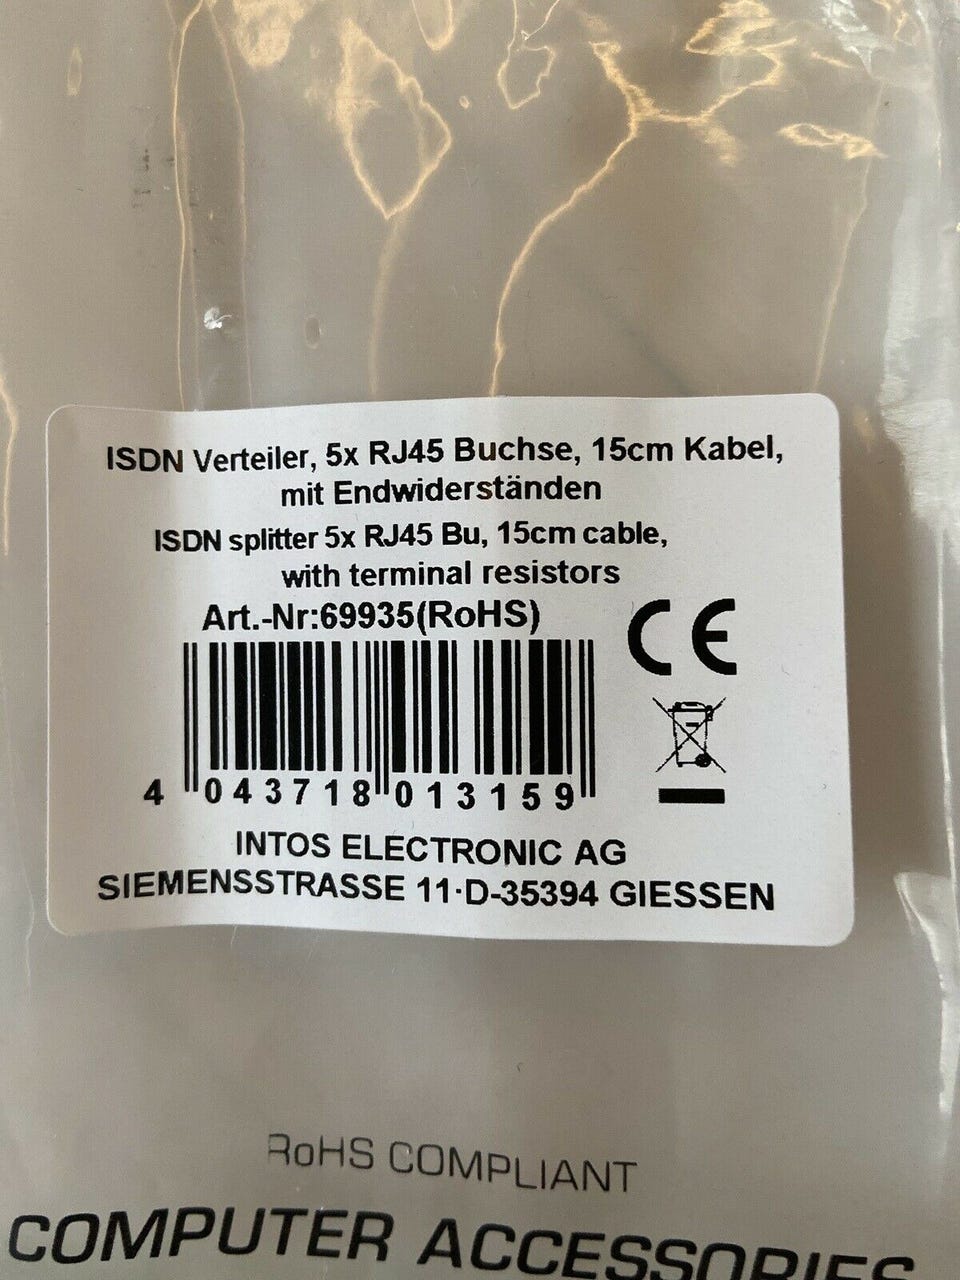 ISDN Verteiler, 5x RJ45 Buchse, 15cm Kabel,
mit Endwiderständen
ISDN splitter 5x RJ45 Bu, 15cm cable,
with terminal resistors
Art.-Nr:69935(RoHS)
CE
4 043718 013159
INTOS ELECTRONIC AG
SIEMENSSTRASSE 11·D-35394 GIESSEN
RoHS COMPLIANT
COMPUTER ACCESSORIES